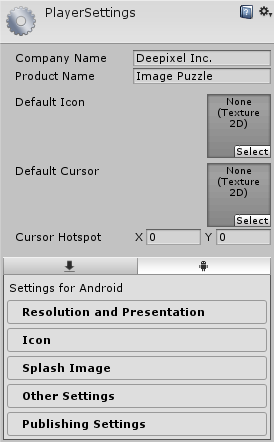 PlayerSettings
Company Name Deepixel Inc.
Product Name Image Puzzle
Default Icon
None
(Texture
2D)
Select
Default Cursor
None
(Texture
2D)
Select
Cursor Hotspot X 0 Y 0
Settings for Android
Resolution and Presentation
Icon
Splash Image
Other Settings
Publishing Settings